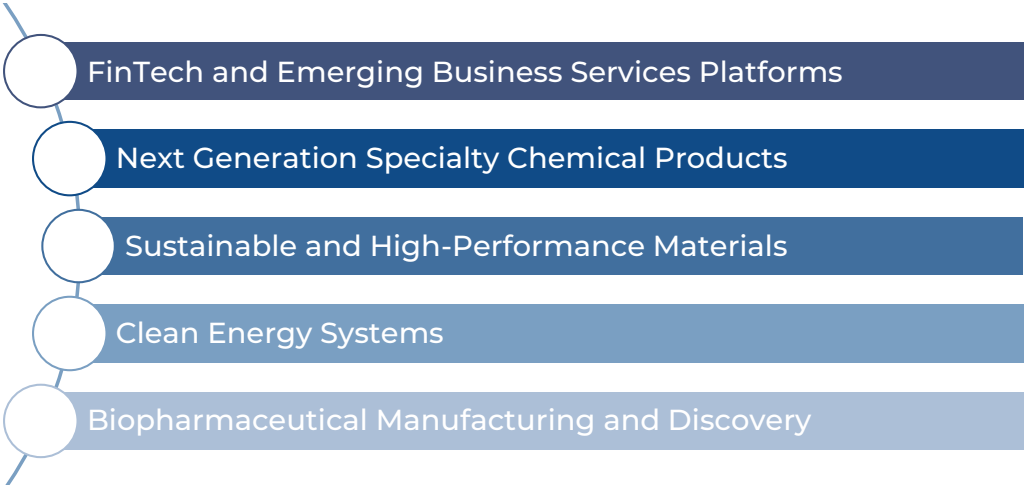 FinTech and Emerging Business Services Platforms
Next Generation Specialty Chemical Products
Sustainable and High-Performance Materials
Clean Energy Systems
Biopharmaceutical Manufacturing and Discovery